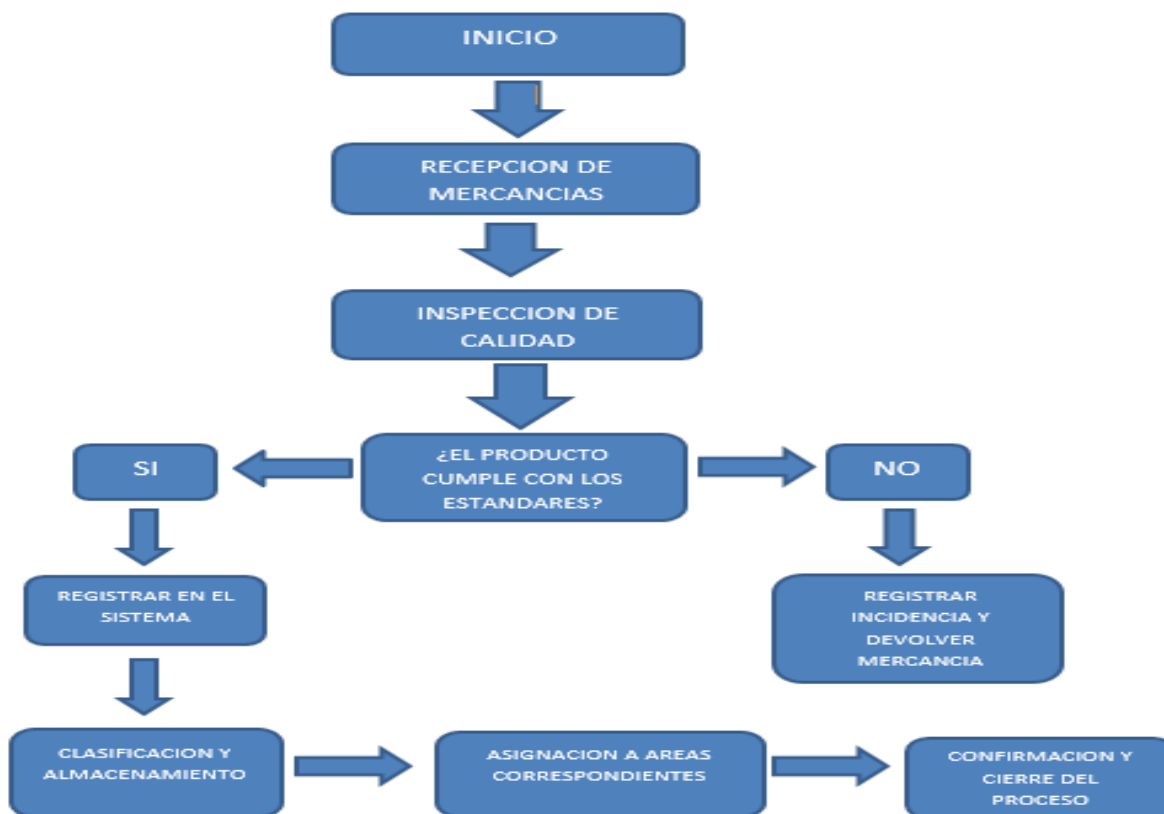 INICIO
RECEPCION DE
MERCANCIAS
INSPECCION DE
CALIDAD
¿EL PRODUCTO
CUMPLE CON LOS
ESTANDARES?
SI
NO
REGISTRAR EN EL
SISTEMA
REGISTRAR
INCIDENCIA Y
DEVOLVER
MERCANCIA
CLASIFICACION Y
ALMACENAMIENTO
ASIGNACION A AREAS
CORRESPONDIENTES
CONFIRMACION Y
CIERRE DEL
PROCESO